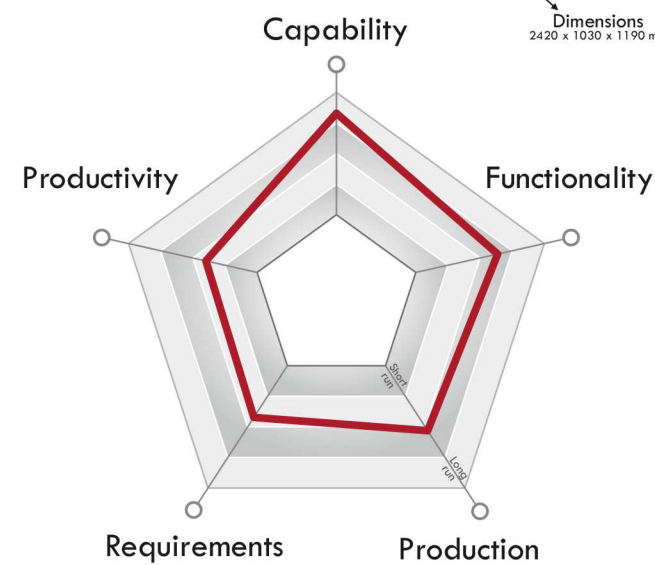 Capability
Dimensions
2420 x 1030 x 1190 m
Productivity
Functionality
Short
run
Long
run
Requirements
Production